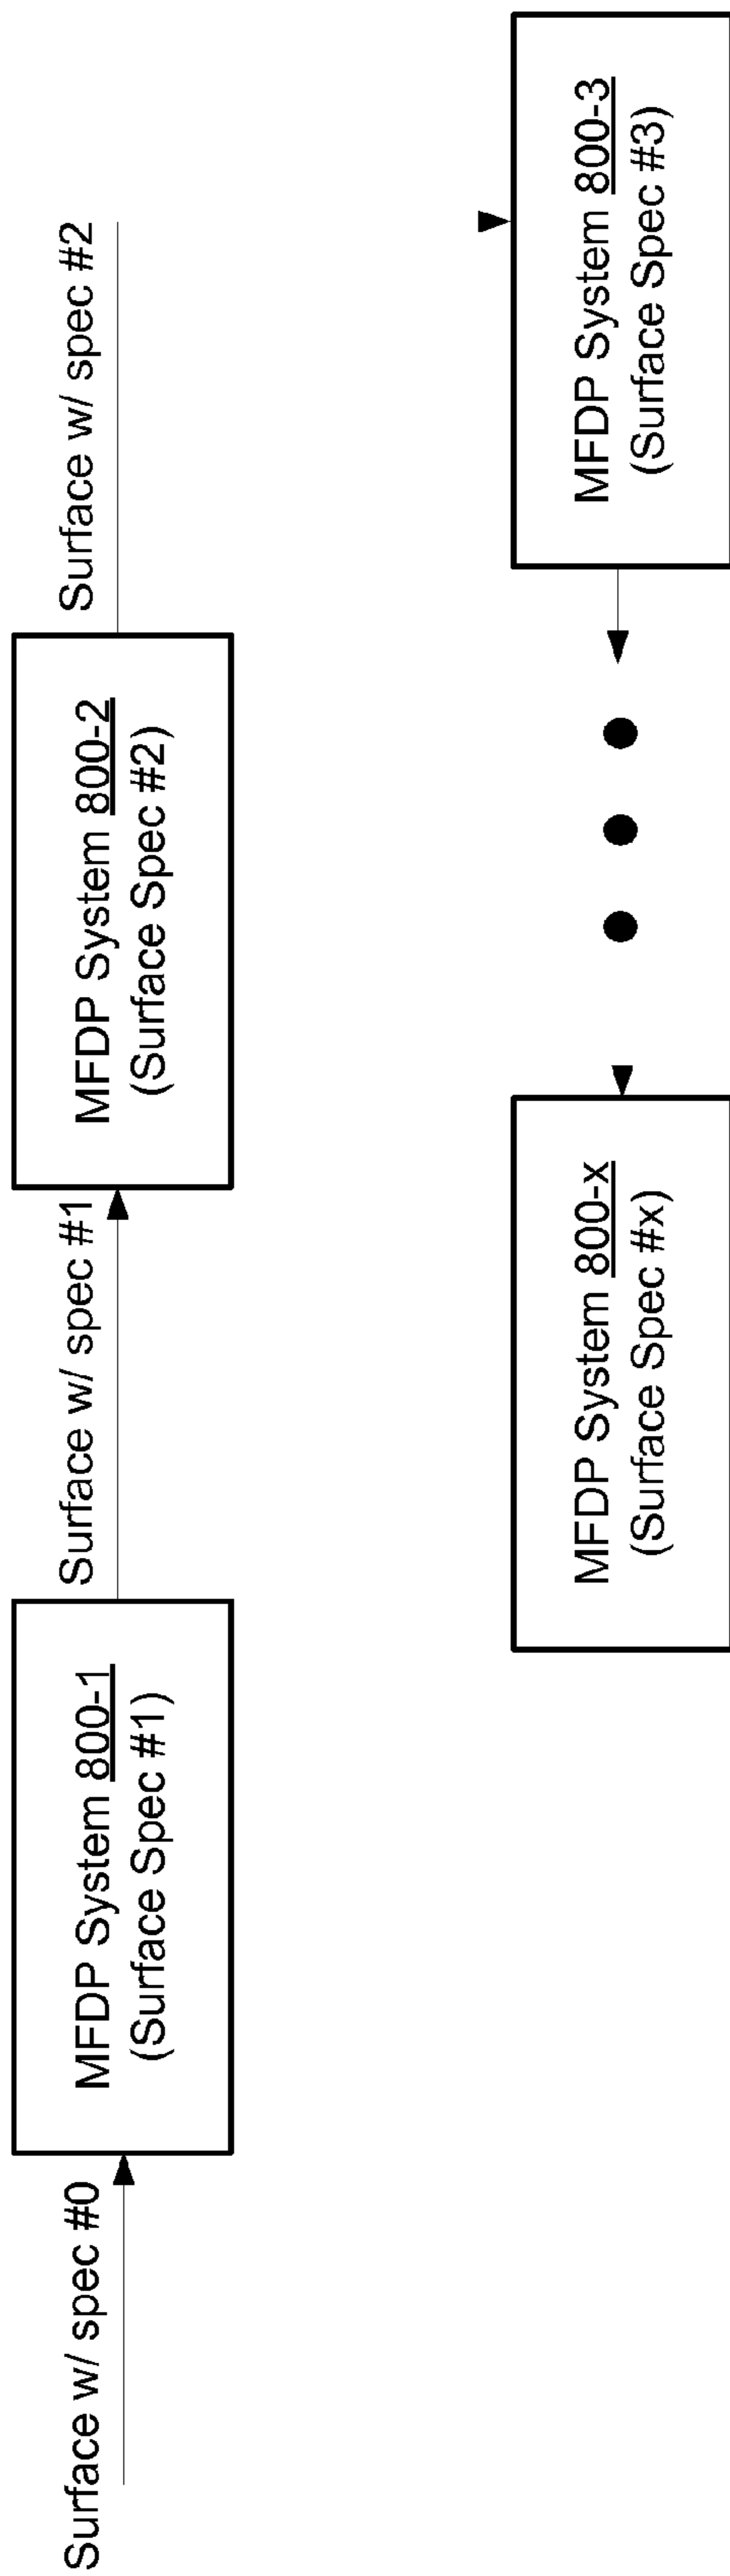 Surface w/ spec #0
MFDP System 800-1
(Surface Spec #1)
Surface w/ spec #1
MFDP System 800-2
(Surface Spec #2)
Surface w/ spec #2
MFDP System 800-3
(Surface Spec #3)
MFDP System 800-x
(Surface Spec #x)